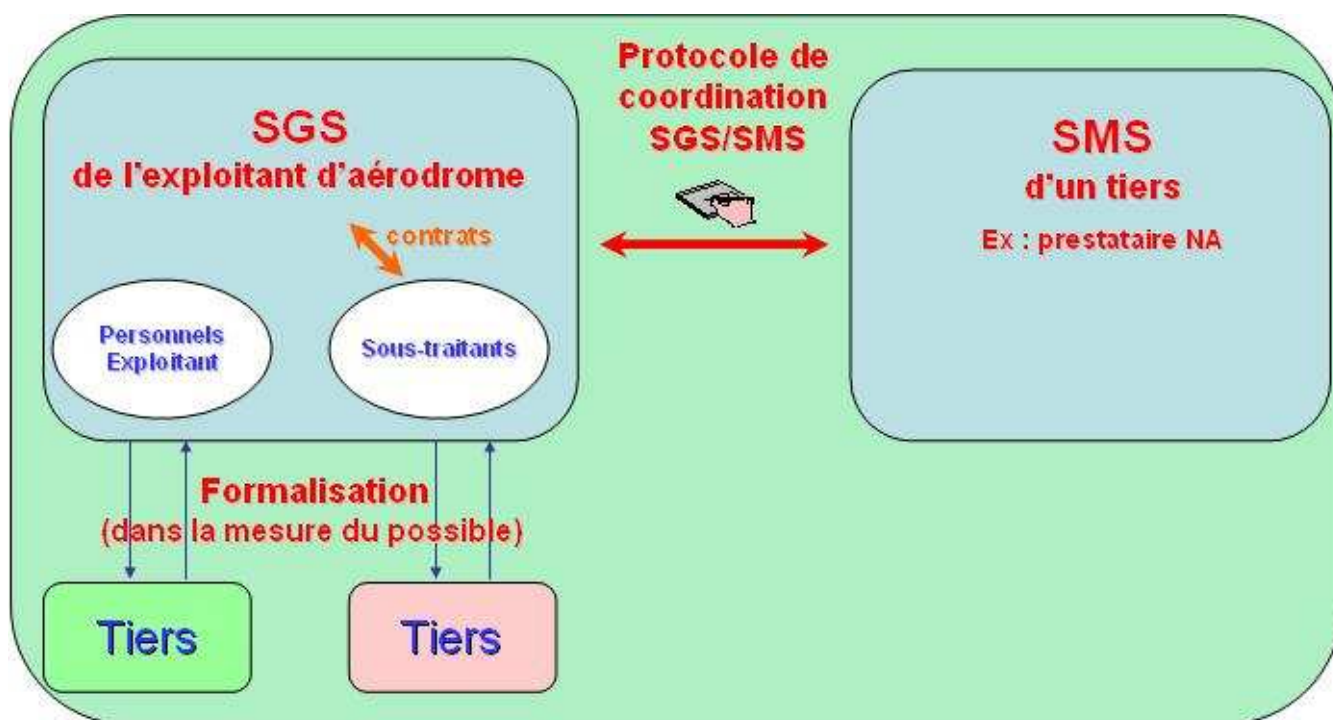 SGS
de l'exploitant d'aérodrome
contrats
Personnels
Exploitant
Sous-traitants
Protocole de
coordination
SGS/SMS
SMS
d'un tiers
Ex : prestataire NA
Formalisation
(dans la mesure du possible)
Tiers
Tiers